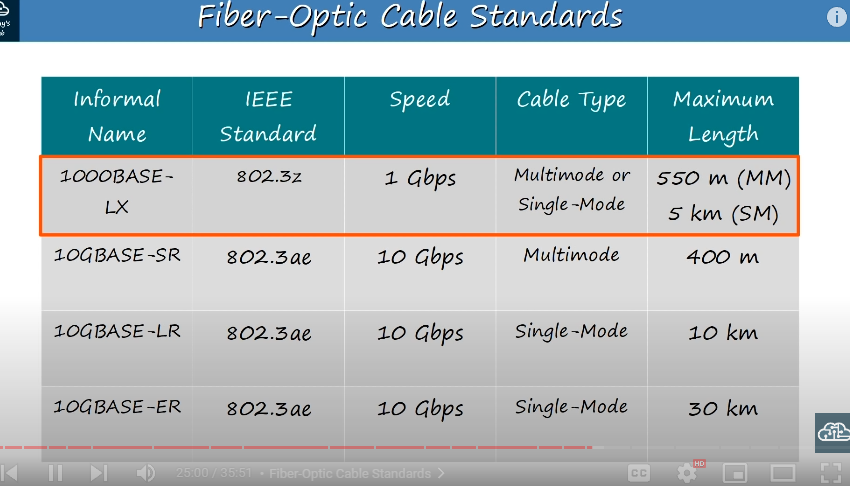 Fiber-Optic Cable Standards
Informal Name IEEE Standard Speed Cable Type Maximum Length
1000BASE-LX 802.3z 1 Gbps Multimode or Single-Mode 550 m (MM) 5 km (SM)
10GBASE-SR 802.3ae 10 Gbps Multimode 400 m
10GBASE-LR 802.3ae 10 Gbps Single-Mode 10 km
10GBASE-ER 802.3ae 10 Gbps Single-Mode 30 km
25:00 / 35:51 • Fiber-Optic Cable Standards
CC HD